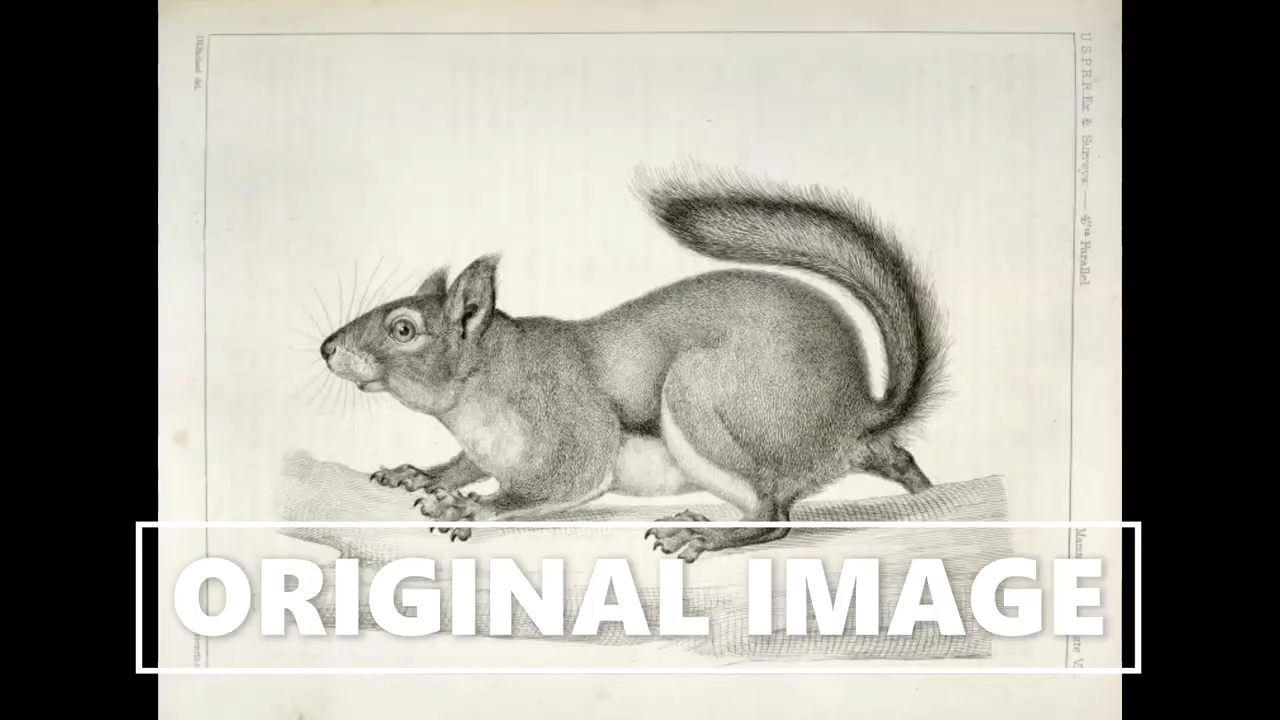 U.S.P.R.R.Ex & Surveys — 47th Parallel
ORIGINAL IMAGE